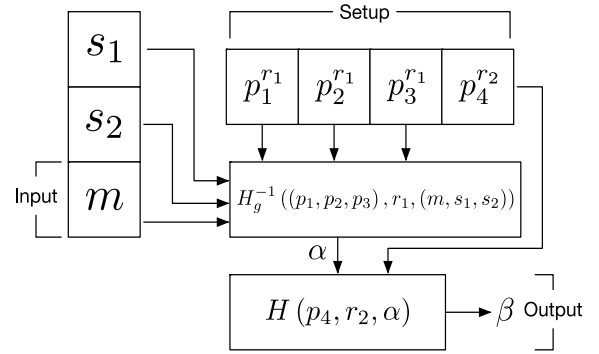 Setup
s₁
p₁^{r₁} p₂^{r₁} p₃^{r₁} p₄^{r₂}
s₂
Input
m
H_g^{-1} ((p₁, p₂, p₃), r₁, (m, s₁, s₂))
α
H (p₄, r₂, α)
β
Output